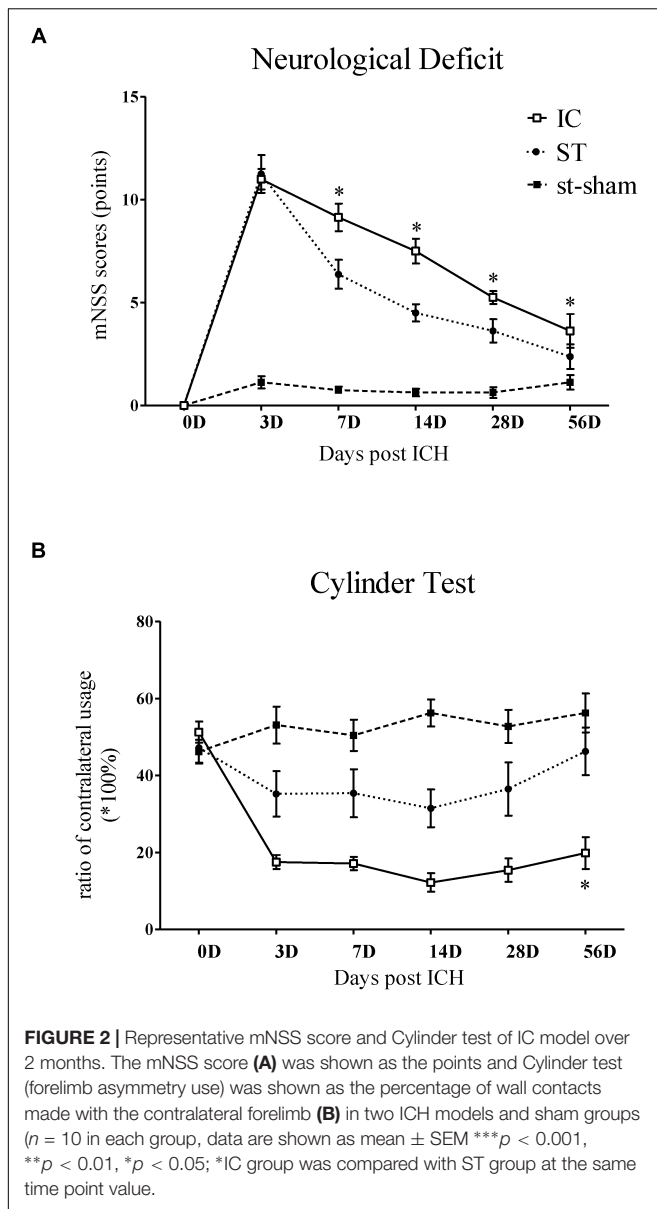 A
Neurological Deficit
mNSS scores (points)
15
10
5
0
IC
ST
st-sham
* * * *
0D 3D 7D 14D 28D 56D
Days post ICH
B
Cylinder Test
ratio of contralateral usage
(*100%)
80
60
40
20
0
*
0D 3D 7D 14D 28D 56D
Days post ICH
FIGURE 2 | Representative mNSS score and Cylinder test of IC model over
2 months. The mNSS score (A) was shown as the points and Cylinder test
(forelimb asymmetry use) was shown as the percentage of wall contacts
made with the contralateral forelimb (B) in two ICH models and sham groups
(n = 10 in each group, data are shown as mean ± SEM ***p < 0.001,
**p < 0.01, *p < 0.05; *IC group was compared with ST group at the same
time point value.